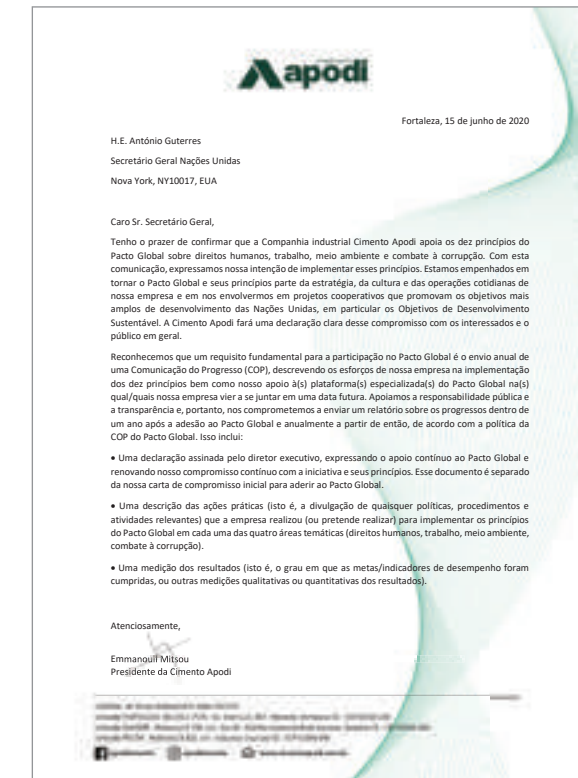 apodi
Fortaleza, 15 de junho de 2020
H.E. António Guterres
Secretário Geral Nações Unidas
Nova York, NY10017, EUA
Caro Sr. Secretário Geral,
Tenho o prazer de confirmar que a Companhia industrial Cimento Apodi apoia os dez princípios do
Pacto Global sobre direitos humanos, trabalho, meio ambiente e combate à corrupção. Com esta
comunicação, expressamos nossa intenção de implementar esses princípios. Estamos empenhados em
tornar o Pacto Global e seus princípios parte da estratégia, da cultura e das operações cotidianas de
nossa empresa e em nos envolvermos em projetos cooperativos que promovam os objetivos mais
amplos de desenvolvimento das Nações Unidas, em particular os Objetivos de Desenvolvimento
Sustentável. A Cimento Apodi fará uma declaração clara desse compromisso com os interessados e o
público em geral.
Reconhecemos que um requisito fundamental para a participação no Pacto Global é o envio anual de
uma Comunicação do Progresso (COP), descrevendo os esforços de nossa empresa na implementação
dos dez princípios bem como nosso apoio à(s) plataforma(s) especializada(s) do Pacto Global na(s)
qual/quais nossa empresa vier a se juntar em uma data futura. Apoiamos a responsabilidade pública e
a transparência e, portanto, nos comprometemos a enviar um relatório sobre os progressos dentro de
um ano após a adesão ao Pacto Global e anualmente a partir de então, de acordo com a política da
COP do Pacto Global. Isso inclui:
• Uma declaração assinada pelo diretor executivo, expressando o apoio contínuo ao Pacto Global e
renovando nosso compromisso contínuo com a iniciativa e seus princípios. Esse documento é separado
da nossa carta de compromisso inicial para aderir ao Pacto Global.
• Uma descrição das ações práticas (isto é, a divulgação de quaisquer políticas, procedimentos e
atividades relevantes) que a empresa realizou (ou pretende realizar) para implementar os princípios
do Pacto Global em cada uma das quatro áreas temáticas (direitos humanos, trabalho, meio ambiente,
combate à corrupção).
• Uma medição dos resultados (isto é, o grau em que as metas/indicadores de desempenho foram
cumpridas, ou outras medições qualitativas ou quantitativas dos resultados).
Atenciosamente,
Emmanouil Mitsou
Presidente da Cimento Apodi